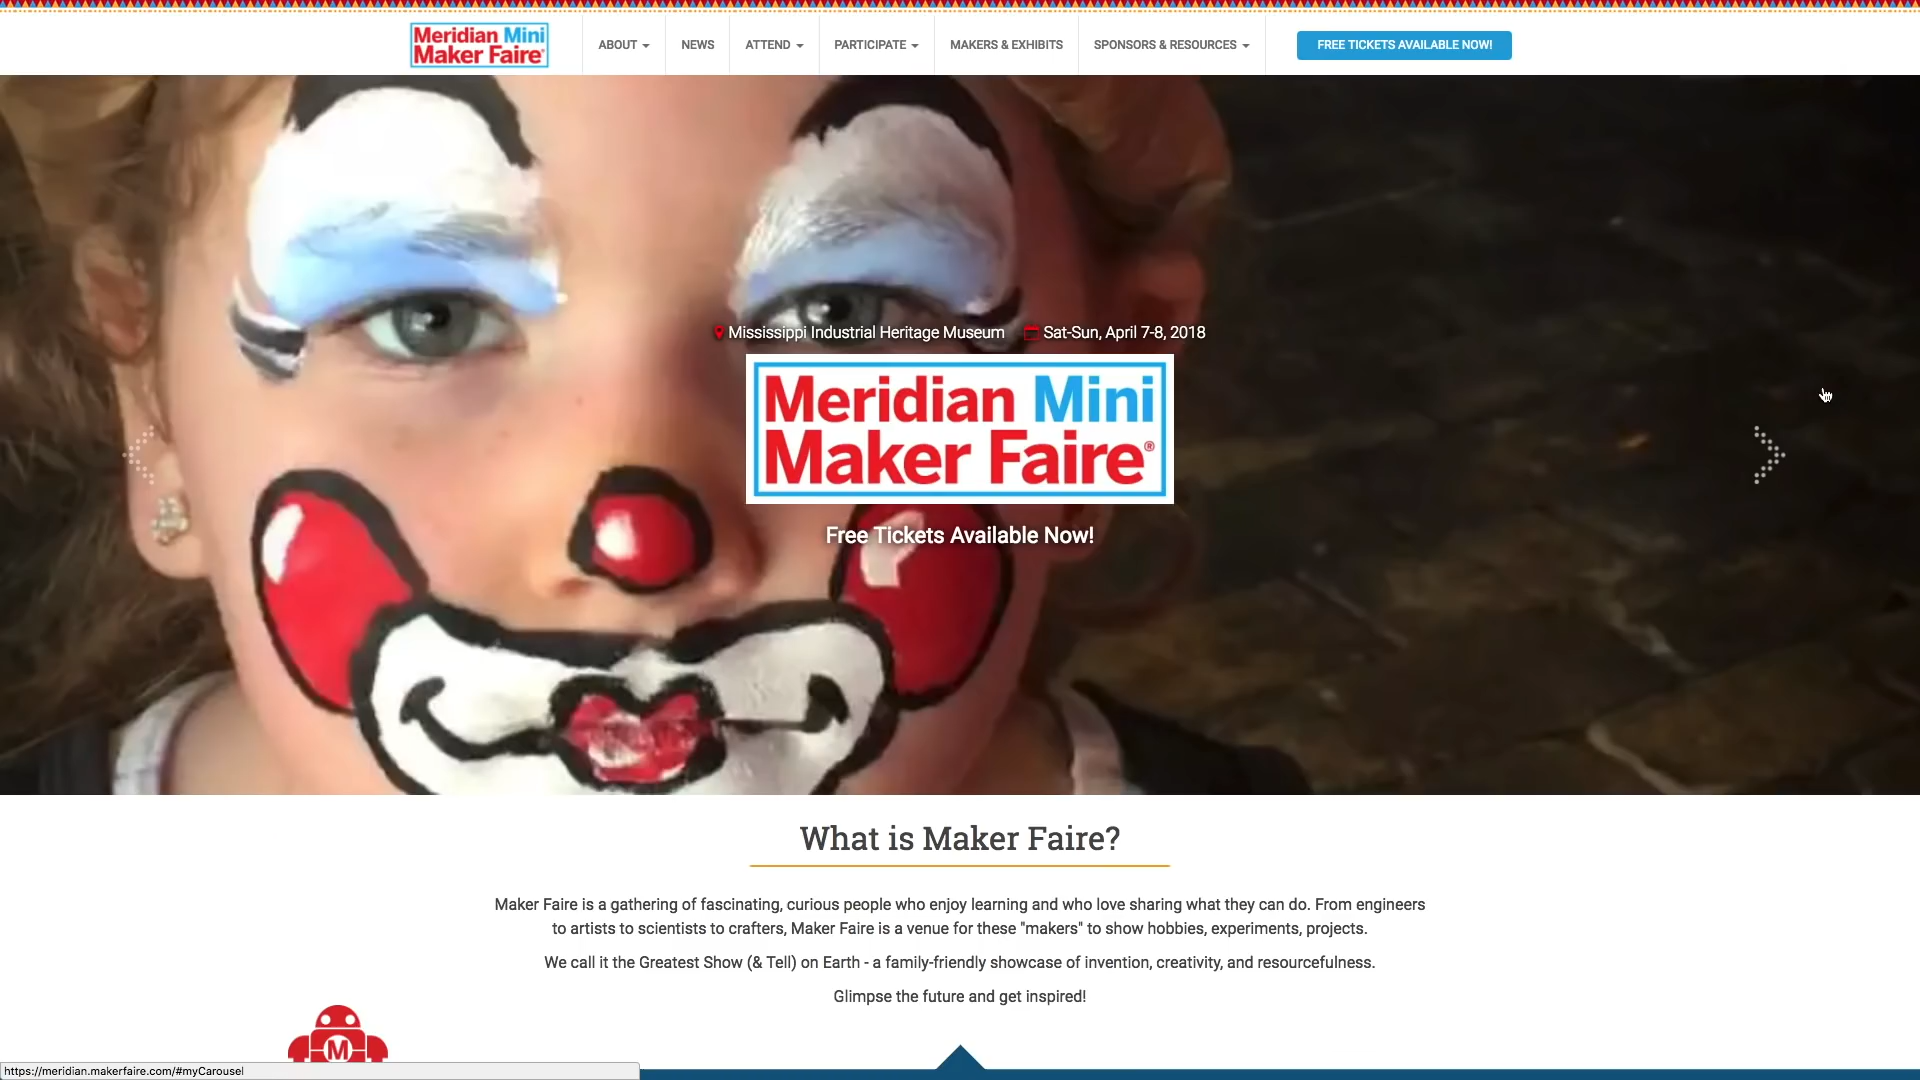 Meridian Mini
Maker Faire®
ABOUT
NEWS
ATTEND
PARTICIPATE
MAKERS & EXHIBITS
SPONSORS & RESOURCES
FREE TICKETS AVAILABLE NOW!
Mississippi Industrial Heritage Museum Sat-Sun, April 7-8, 2018
Meridian Mini
Maker Faire®
Free Tickets Available Now!
What is Maker Faire?
Maker Faire is a gathering of fascinating, curious people who enjoy learning and who love sharing what they can do. From engineers
to artists to scientists to crafters, Maker Faire is a venue for these "makers" to show hobbies, experiments, projects.
We call it the Greatest Show (& Tell) on Earth - a family-friendly showcase of invention, creativity, and resourcefulness.
Glimpse the future and get inspired!
M
https://meridian.makerfaire.com/#myCarousel